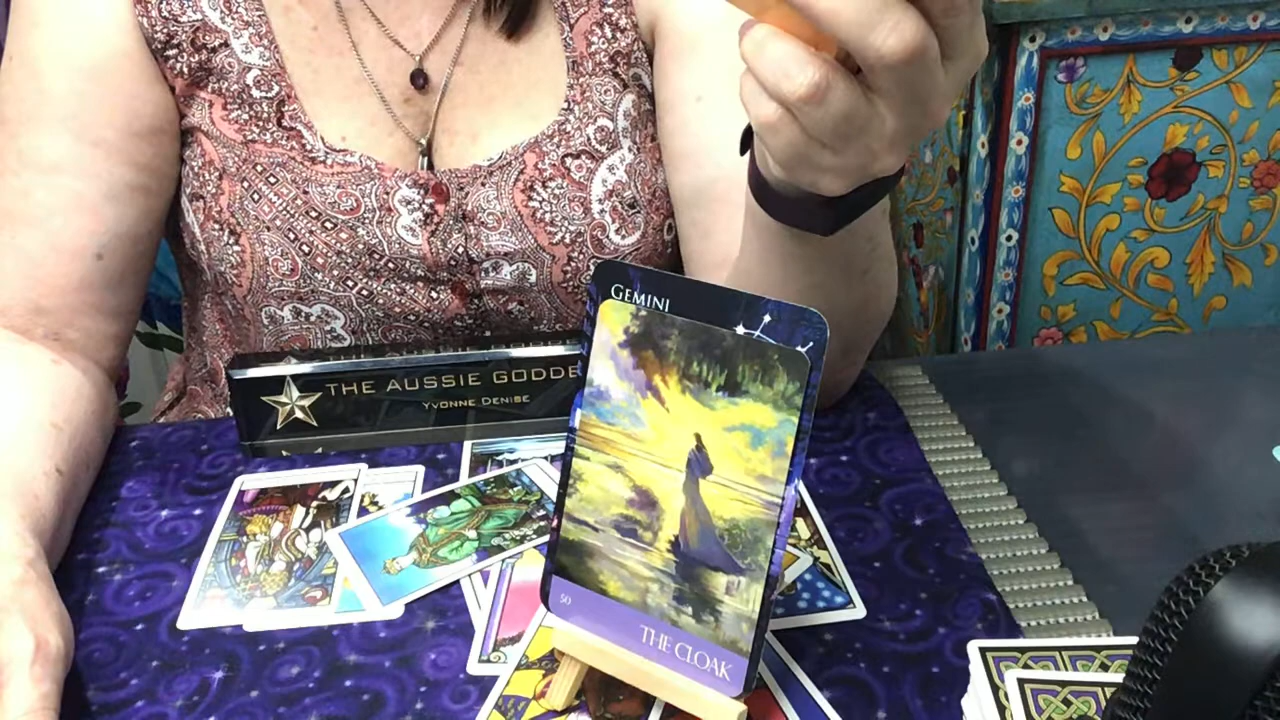 GEMINI
THE AUSSIE GODDE
YVONNE DENISE
50
THE CLOAK